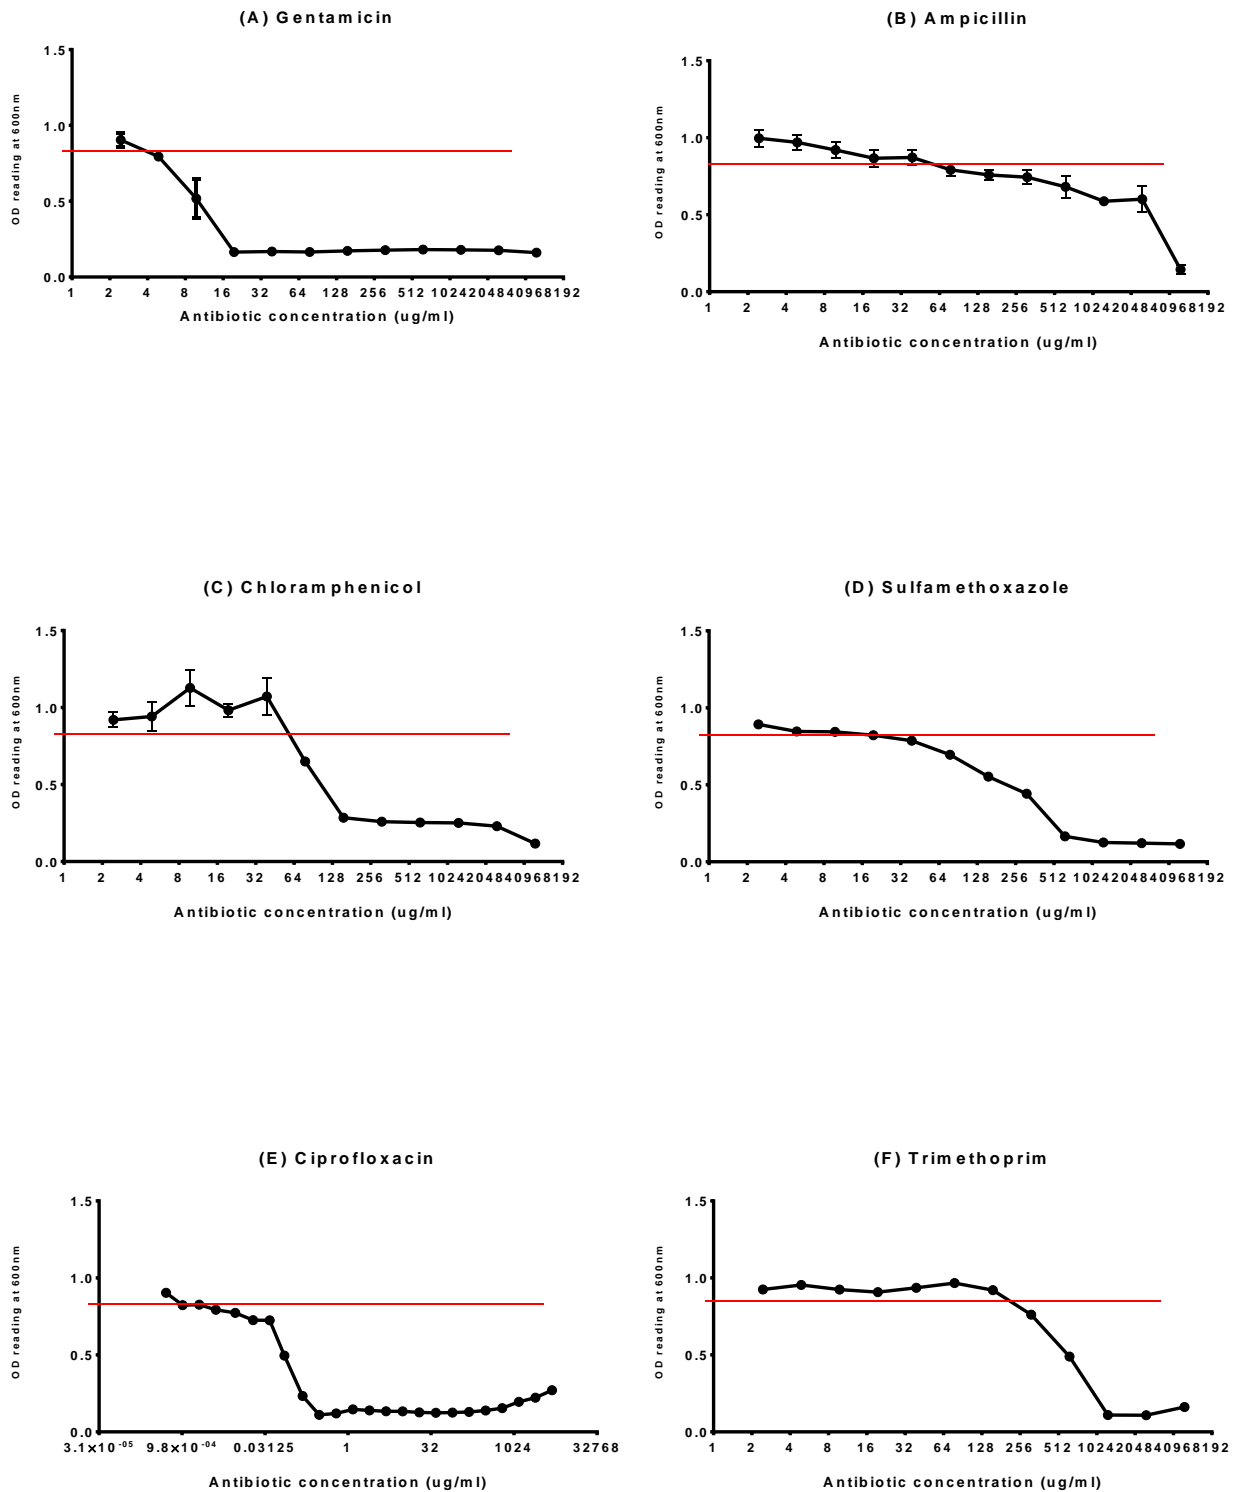 (A) Gentamicin
OD reading at 600nm
1.5
1.0
0.5
0.0
1 2 4 8 16 32 64 128 256 512 1024 2048 4096 8192
Antibiotic concentration (ug/ml)
(B) Ampicillin
OD reading at 600nm
1.5
1.0
0.5
0.0
1 2 4 8 16 32 64 128 256 512 1024 2048 4096 8192
Antibiotic concentration (ug/ml)
(C) Chloramphenicol
OD reading at 600nm
1.5
1.0
0.5
0.0
1 2 4 8 16 32 64 128 256 512 1024 2048 4096 8192
Antibiotic concentration (ug/ml)
(D) Sulfamethoxazole
OD reading at 600nm
1.5
1.0
0.5
0.0
1 2 4 8 16 32 64 128 256 512 1024 2048 4096 8192
Antibiotic concentration (ug/ml)
(E) Ciprofloxacin
OD reading at 600nm
1.5
1.0
0.5
0.0
3.1×10⁻⁰⁵ 9.8×10⁻⁰⁴ 0.03125 1 32 1024 32768
Antibiotic concentration (ug/ml)
(F) Trimethoprim
OD reading at 600nm
1.5
1.0
0.5
0.0
1 2 4 8 16 32 64 128 256 512 1024 2048 4096 8192
Antibiotic concentration (ug/ml)